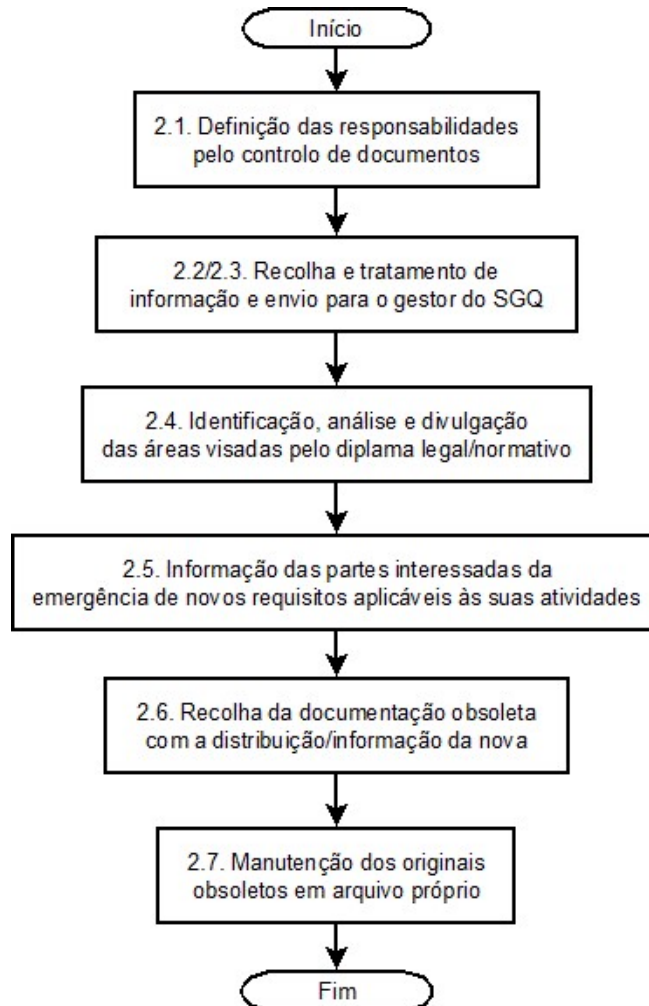 Início
2.1. Definição das responsabilidades
pelo controlo de documentos
2.2/2.3. Recolha e tratamento de
informação e envio para o gestor do SGQ
2.4. Identificação, análise e divulgação
das áreas visadas pelo diplama legal/normativo
2.5. Informação das partes interessadas da
emergência de novos requisitos aplicáveis às suas atividades
2.6. Recolha da documentação obsoleta
com a distribuição/informação da nova
2.7. Manutenção dos originais
obsoletos em arquivo próprio
Fim